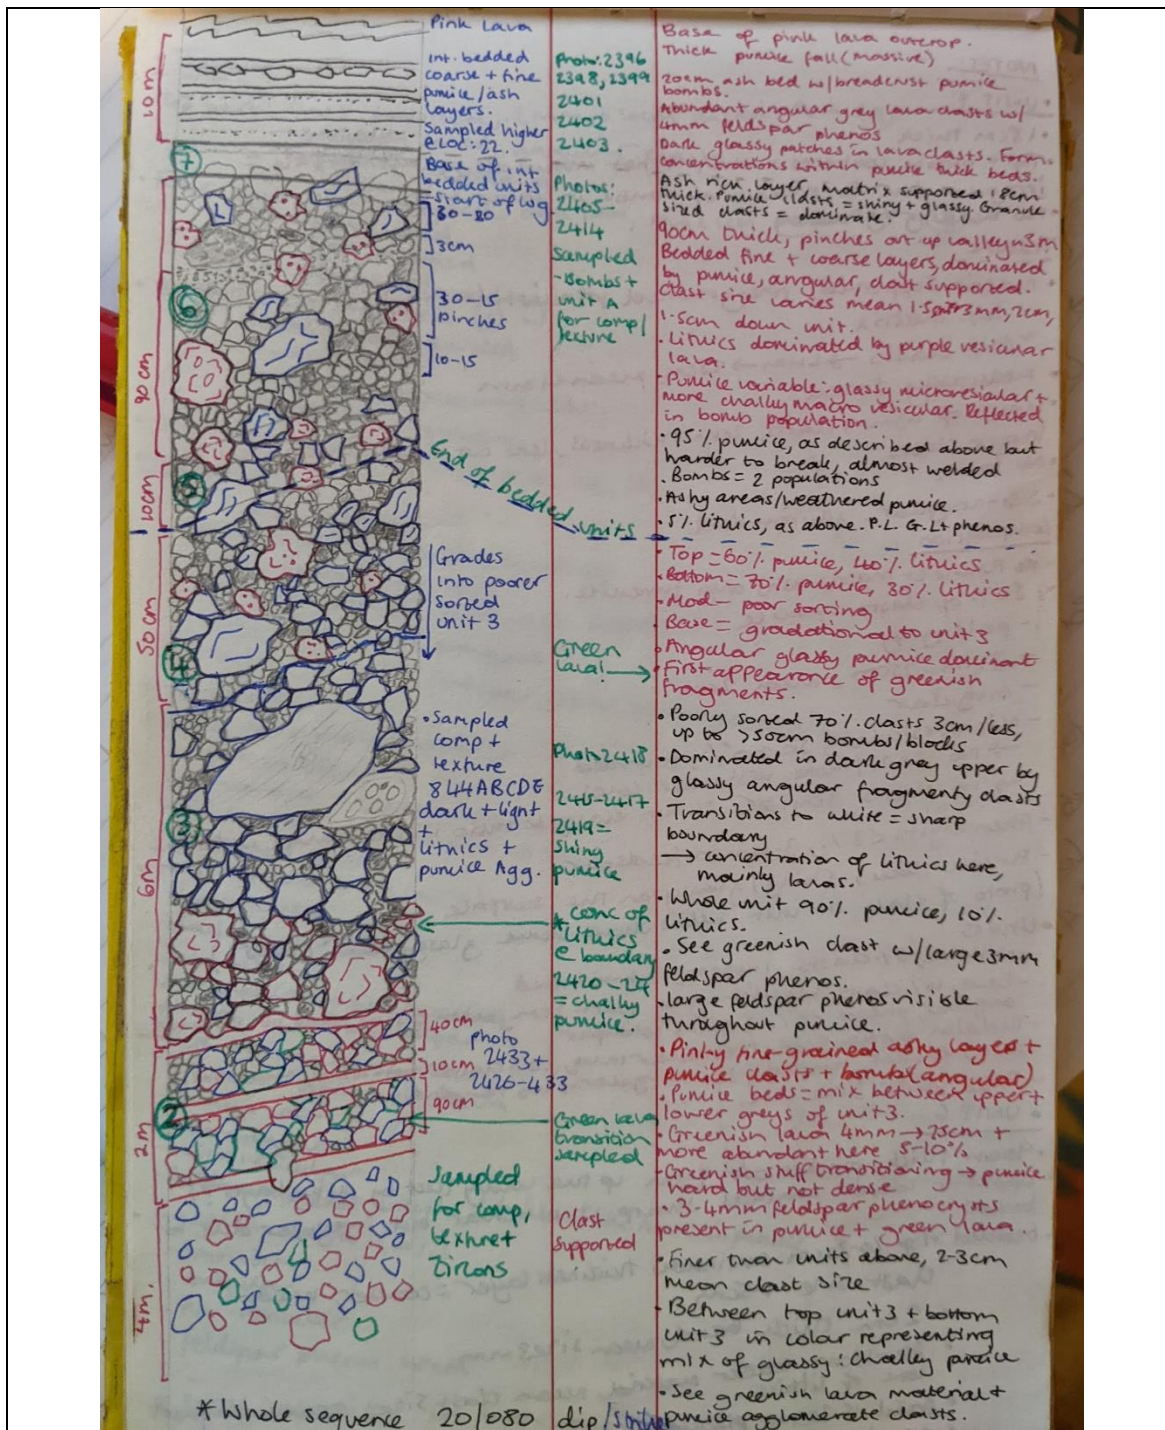 Pink Lava
Int. bedded
coarse + fine
pumice/ash
layers.
Sampled higher
@ LOC: 22.
Base of int
bedded units
= start of log
30-80
3cm
30-15
pinches
10-15
End of bedded units
Grades
into poorer
sorted
unit 3
• Sampled
comp +
texture
844ABCDE
dark + light
+
lithics +
pumice Agg.
40cm
photo
2433 +
10cm
2426-433
90cm
Sampled
for comp,
texture +
zircons
10m
7
6
90cm
5
10cm
50cm
4
3
6m
2
2m
4m.
Photo: 2396
2398, 2399
2401
2402
2403.
Photos:
2405-
2414
Sampled
-Bombs +
unit A
for comp/
texture
Green
lava! →
Photo 2418
2415-2417
2419 =
shiny
pumice
* conc of
lithics
@ boundary
2420-27
= chalky
pumice.
Green lava
transition
sampled
Clast
supported
Base of pink lava outcrop.
Thick pumice fall (massive)
20cm ash bed w/breadcrust pumice
bombs.
Abundant angular grey lava clasts w/
4mm feldspar phenos
Dark glassy patches in lava clasts. Form
concentrations within pumice thick beds.
Ash rich layer, matrix supported 18cm
thick. Pumice clasts = shiny + glassy. Granule
sized clasts = dominate.
90cm thick, pinches out up valley ~3m
Bedded fine + coarse layers, dominated
by pumice, angular, clast supported.
Clast size varies mean 1.5cm, 3mm, 2cm,
1.5cm down unit.
• Lithics dominated by purple vesicular
lava.
• Pumice variable: glassy microvesicular +
more chalky macro vesicular. Reflected
in bomb population.
• 95% pumice, as described above but
harder to break, almost welded
• Bombs = 2 populations
• Ashy areas/weathered pumice.
• 5% lithics, as above. P.L. G.L + phenos.
• Top = 60% pumice, 40% lithics
• Bottom = 70% pumice, 30% lithics
• Mod - poor sorting
• Base = gradational to unit 3
• Angular glassy pumice dominant
• First appearance of greenish
fragments.
• Poorly sorted 70% clasts 3cm/less,
up to >50cm bombs/blocks
• Dominated in dark grey upper by
glassy angular fragmenty clasts
• Transitions to white = sharp
boundary
→ concentration of lithics here,
mainly lavas.
• Whole unit 90% pumice, 10%
lithics.
• See greenish clast w/large 3mm
feldspar phenos.
• large feldspar phenos visible
throughout pumice.
• Pinky fine-grained ashy layers +
pumice clasts + bombs (angular)
• Pumice beds = mix between upper +
lower greys of unit 3.
• Greenish lava 4mm → 25cm +
more abundant here 5-10%
• Greenish stuff transitioning → pumice
hard but not dense
• 3-4mm feldspar phenocrysts
present in pumice + green lava.
• Finer than units above, 2-3cm
mean clast size
• Between top unit 3 + bottom
unit 3 in color representing
mix of glassy : chalky pumice
• See greenish lava material +
pumice agglomerate clasts.
* Whole sequence 20/080 dip/strike